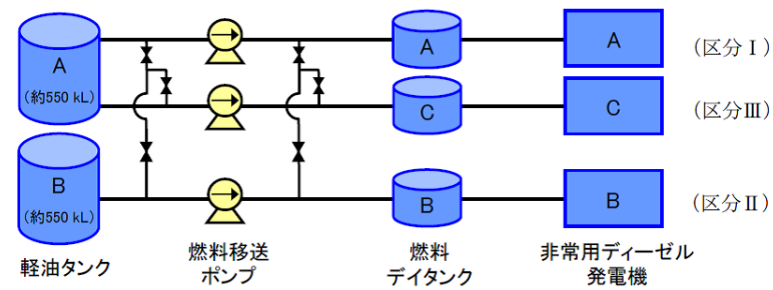 A
(約550 kL)
A
A
(区分Ⅰ)
C
C
(区分Ⅲ)
B
(約550 kL)
B
B
(区分Ⅱ)
軽油タンク
燃料移送
ポンプ
燃料
デイタンク
非常用ディーゼル
発電機